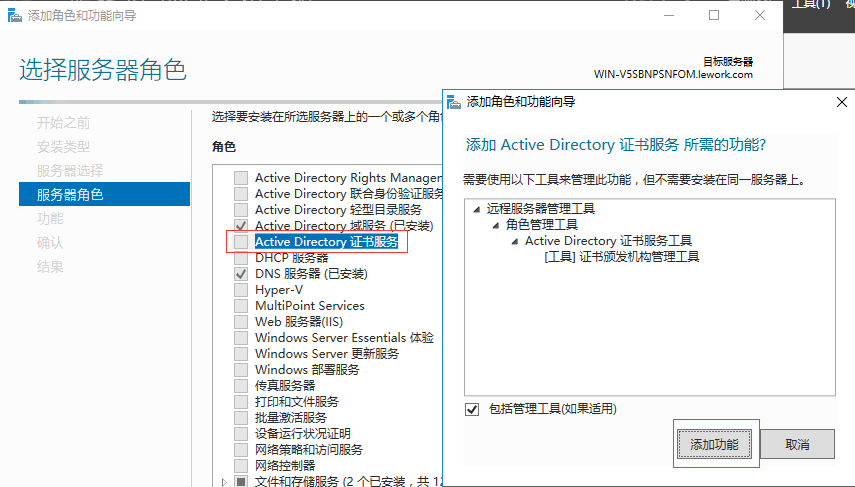 添加角色和功能向导
工具(T)
选择服务器角色
目标服务器
WIN-V5SBNPSNFOM.lework.com
开始之前
安装类型
服务器选择
服务器角色
功能
确认
结果
选择要安装在所选服务器上的一个或多个角
角色
Active Directory Rights Manager
Active Directory 联合身份验证服务
Active Directory 轻型目录服务
Active Directory 域服务 (已安装)
Active Directory 证书服务
DHCP 服务器
DNS 服务器 (已安装)
Hyper-V
MultiPoint Services
Web 服务器(IIS)
Windows Server Essentials 体验
Windows Server 更新服务
Windows 部署服务
传真服务器
打印和文件服务
批量激活服务
设备运行状况证明
网络策略和访问服务
网络控制器
文件和存储服务 (2 个已安装，共 12
添加角色和功能向导
添加 Active Directory 证书服务 所需的功能?
需要使用以下工具来管理此功能，但不需要安装在同一服务器上。
远程服务器管理工具
角色管理工具
Active Directory 证书服务工具
[工具] 证书颁发机构管理工具
包括管理工具(如果适用)
添加功能
取消